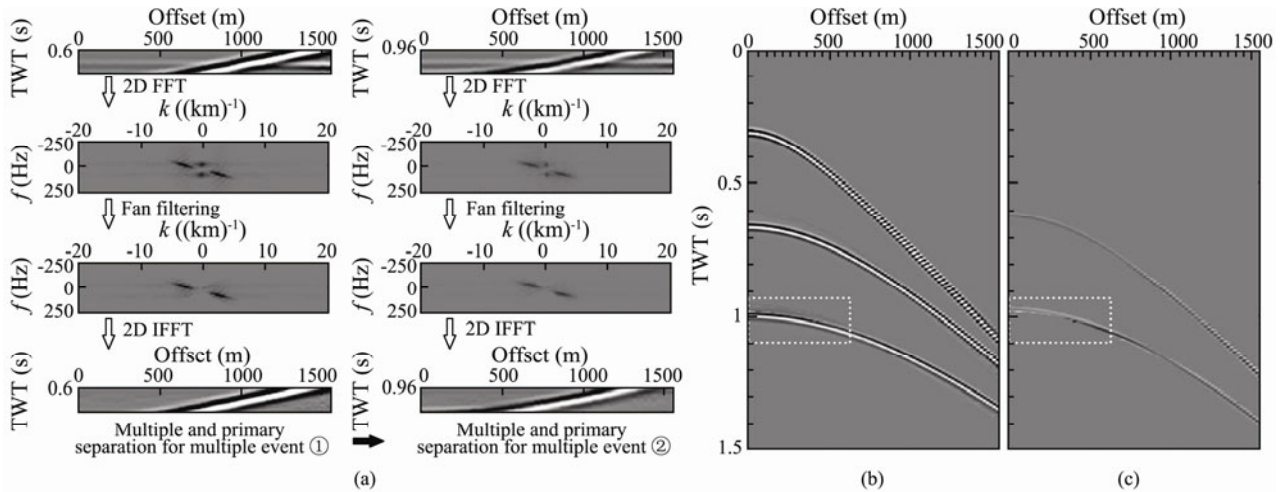 Offset (m)
0 500 1000 1500
TWT (s)
0.6
2D FFT
k ((km)-1
-20 -10 0 10 20
f (Hz)
-250
0
250
Fan filtering
k ((km)-1
-20 -10 0 10 20
f (Hz)
-250
0
250
2D IFFT
Offset (m)
0 500 1000 1500
TWT (s)
0.6
Multiple and primary
separation for multiple event ①
Offset (m)
0 500 1000 1500
TWT (s)
0.96
2D FFT
k ((km)-1
-20 -10 0 10 20
f (Hz)
-250
0
250
Fan filtering
k ((km)-1
-20 -10 0 10 20
f (Hz)
-250
0
250
2D IFFT
Offset (m)
0 500 1000 1500
TWT (s)
0.96
Multiple and primary
separation for multiple event ②
(a)
Offset (m)
0 500 1000 1500
TWT (s)
0
0.5
1
1.5
(b)
Offset (m)
0 500 1000 1500
(c)